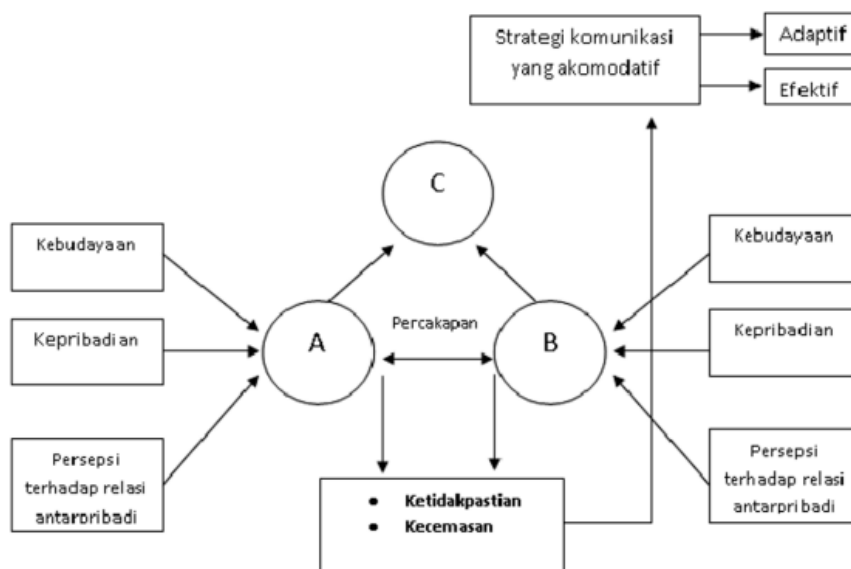 Strategi komunikasi
yang akomodatif
Adaptif
Efektif
C
Kebudayaan
Kepribadian
Persepsi
terhadap relasi
antarpribadi
A
Percakapan
B
Kebudayaan
Kepribadian
Persepsi
terhadap relasi
antarpribadi
• Ketidakpastian
• Kecemasan